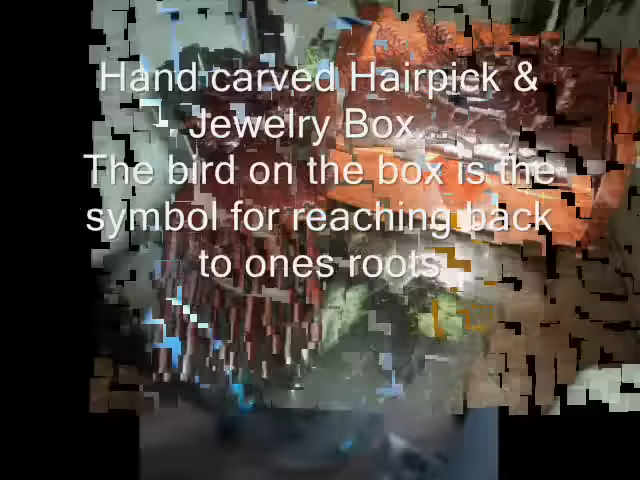 Hand carved Hairpick &
Jewelry Box
The bird on the box is the
symbol for reaching back
to ones roots